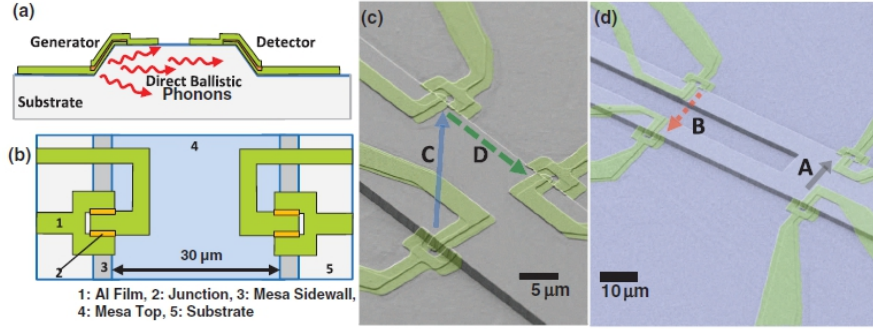 (a)
Generator
Detector
Direct Ballistic
Phonons
Substrate
(b)
4
1
30 µm
2
3
5
1: Al Film, 2: Junction, 3: Mesa Sidewall,
4: Mesa Top, 5: Substrate
(c)
C
D
5 µm
(d)
B
A
10 µm